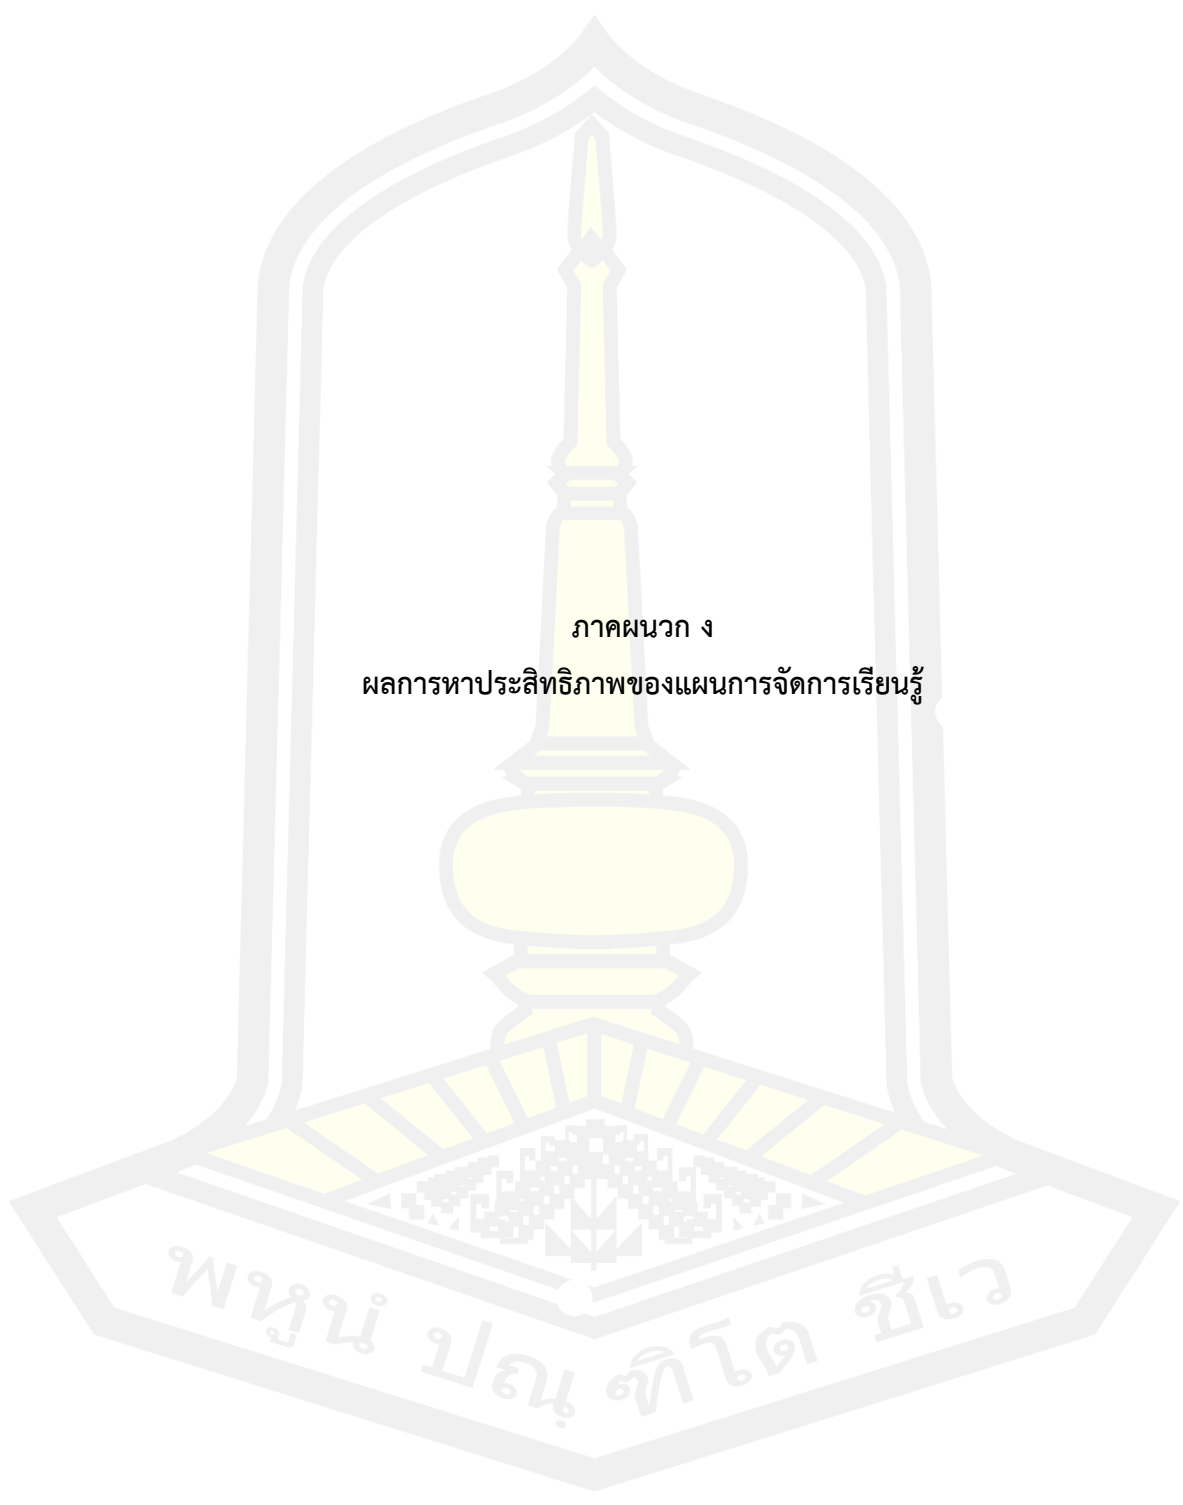 ภาคผนวก ง
ผลการหาประสิทธิภาพของแผนการจัดการเรียนรู้
พหูนํ ปณฺฑิโต ชีเว